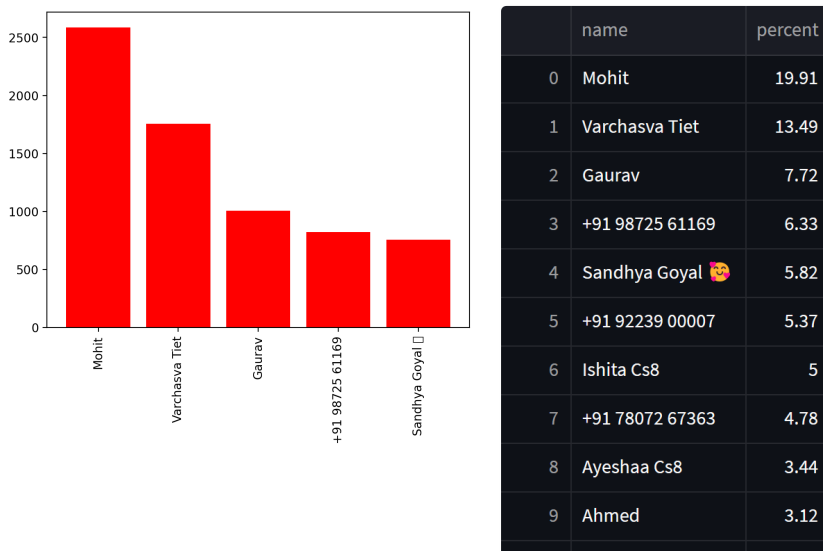 2500
2000
1500
1000
500
0
Mohit
Varchasva Tiet
Gaurav
+91 98725 61169
Sandhya Goyal ▯
name percent
0 Mohit 19.91
1 Varchasva Tiet 13.49
2 Gaurav 7.72
3 +91 98725 61169 6.33
4 Sandhya Goyal 🥰 5.82
5 +91 92239 00007 5.37
6 Ishita Cs8 5
7 +91 78072 67363 4.78
8 Ayeshaa Cs8 3.44
9 Ahmed 3.12